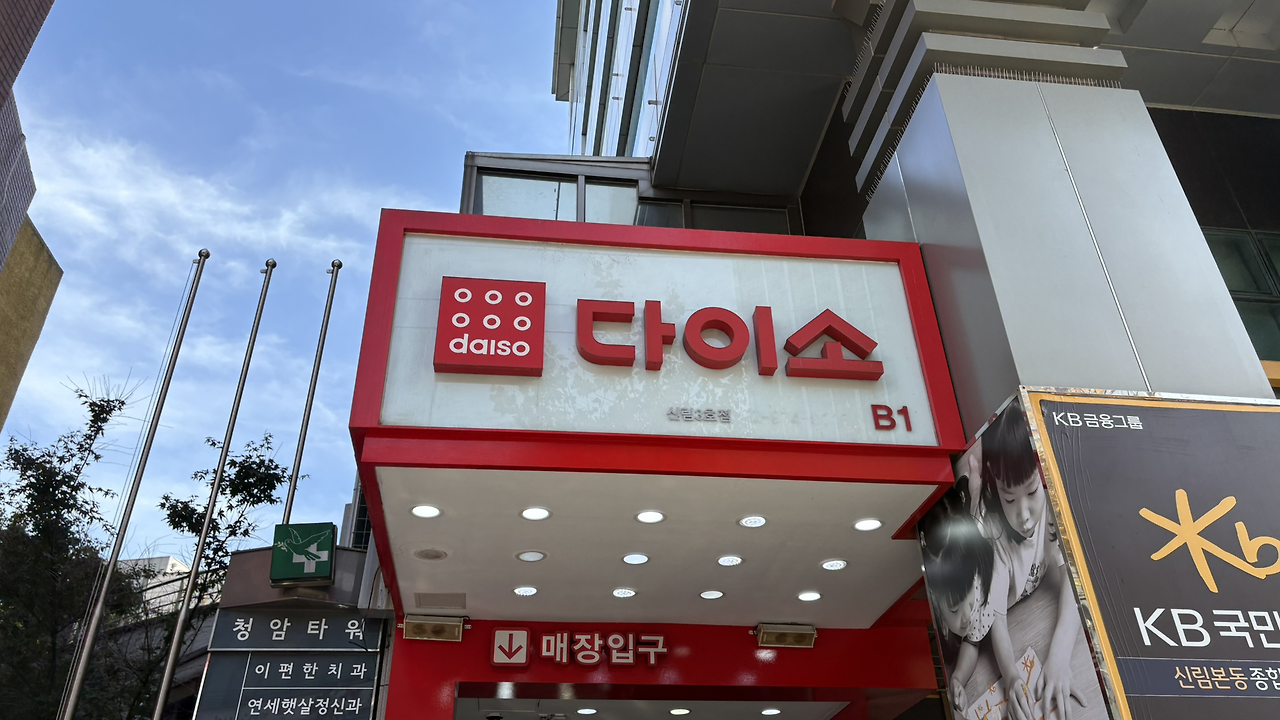 daiso
다이소
신림3호점
B1
매장입구
청암타워
이편한치과
연세햇살정신과
KB금융그룹
KB국민
신림본동 종합